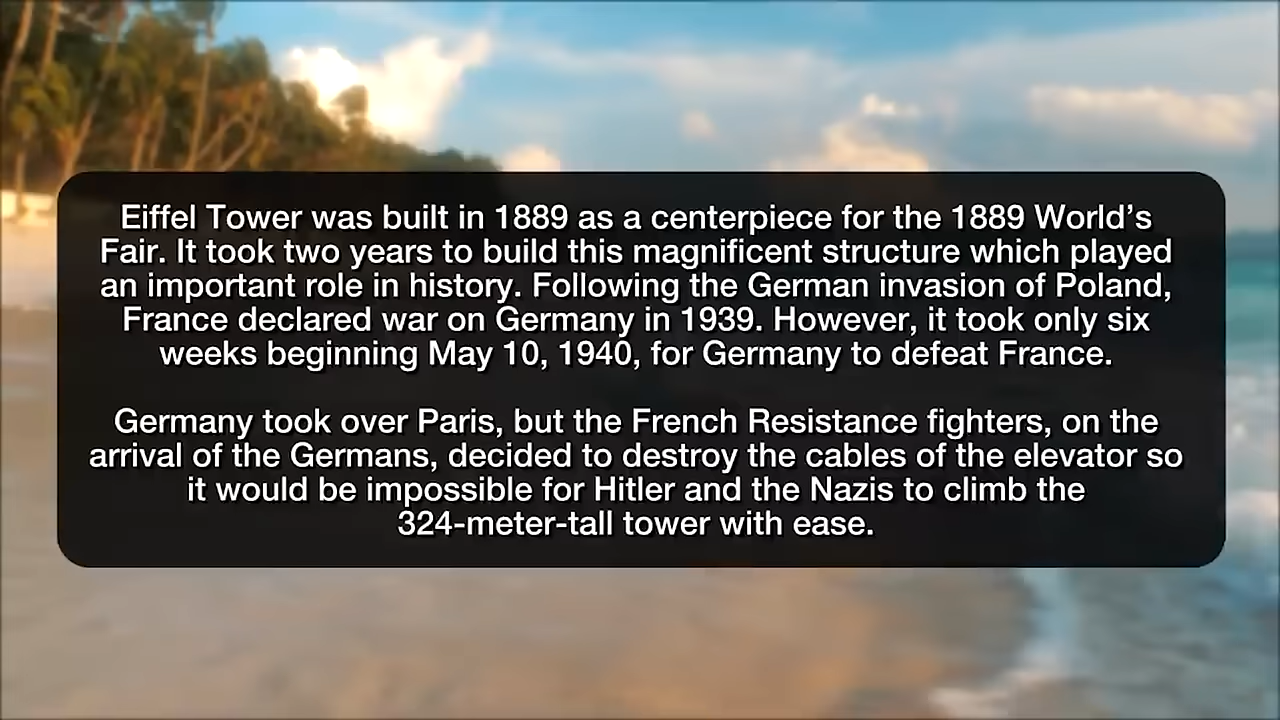 Eiffel Tower was built in 1889 as a centerpiece for the 1889 World’s
Fair. It took two years to build this magnificent structure which played
an important role in history. Following the German invasion of Poland,
France declared war on Germany in 1939. However, it took only six
weeks beginning May 10, 1940, for Germany to defeat France.
Germany took over Paris, but the French Resistance fighters, on the
arrival of the Germans, decided to destroy the cables of the elevator so
it would be impossible for Hitler and the Nazis to climb the
324-meter-tall tower with ease.